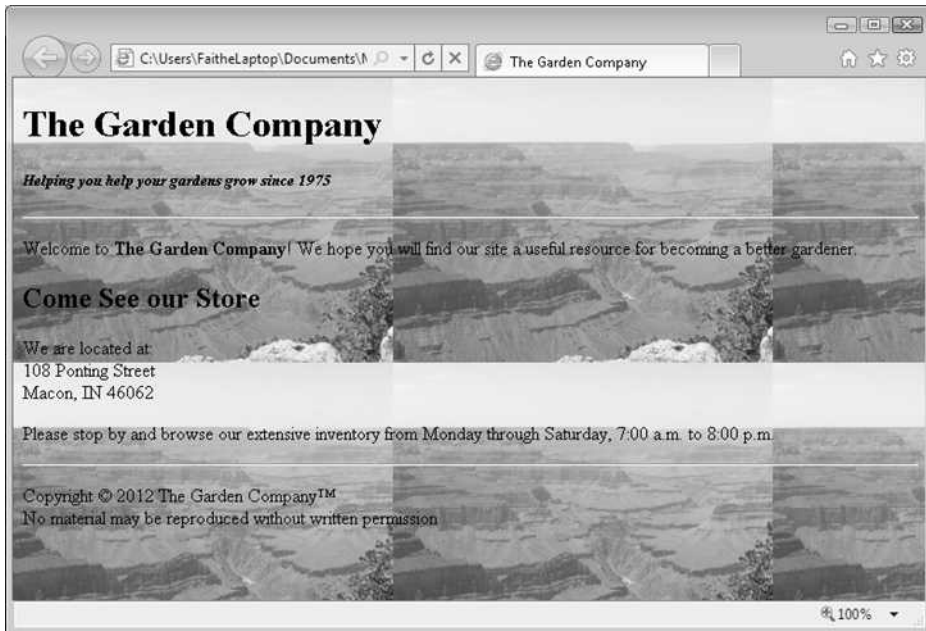 C:\Users\FaitheLaptop\Documents\
The Garden Company
The Garden Company
Helping you help your gardens grow since 1975
Welcome to The Garden Company! We hope you will find our site a useful resource for becoming a better gardener.
Come See our Store
We are located at:
108 Ponting Street
Macon, IN 46062
Please stop by and browse our extensive inventory from Monday through Saturday, 7:00 a.m. to 8:00 p.m.
Copyright © 2012 The Garden Company™
No material may be reproduced without written permission
100%